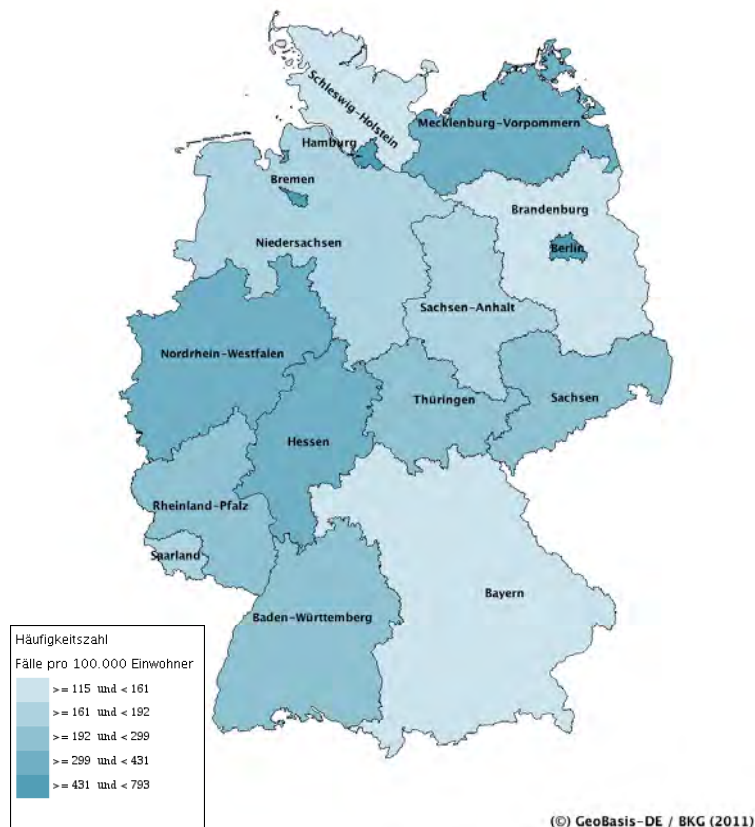 Schleswig-Holstein
Mecklenburg-Vorpommern
Hamburg
Bremen
Brandenburg
Niedersachsen
Berlin
Sachsen-Anhalt
Nordrhein-Westfalen
Thüringen
Sachsen
Hessen
Rheinland-Pfalz
Saarland
Bayern
Baden-Württemberg
Häufigkeitszahl
Fälle pro 100.000 Einwohner
>= 115 und < 161
>= 161 und < 192
>= 192 und < 299
>= 299 und < 431
>= 431 und < 793
(©) GeoBasis-DE / BKG (2011)